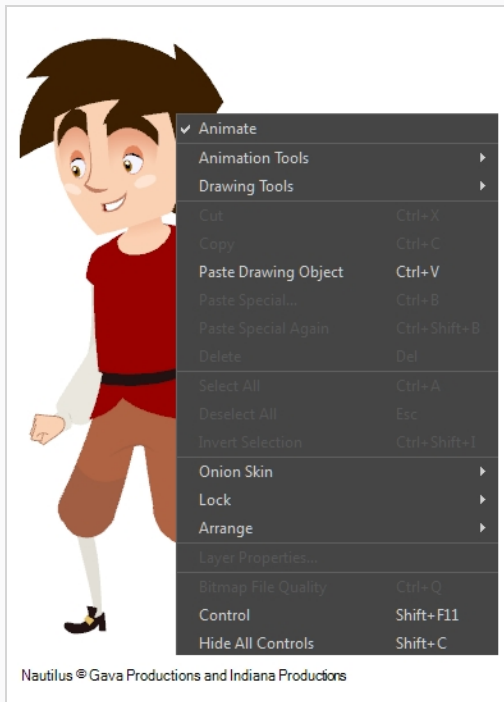 Animate
Animation Tools
Drawing Tools
Cut Ctrl+X
Copy Ctrl+C
Paste Drawing Object Ctrl+V
Paste Special... Ctrl+B
Paste Special Again Ctrl+Shift+B
Delete Del
Select All Ctrl+A
Deselect All Esc
Invert Selection Ctrl+Shift+I
Onion Skin
Lock
Arrange
Layer Properties...
Bitmap File Quality Ctrl+Q
Control Shift+F11
Hide All Controls Shift+C
Nautilus © Gava Productions and Indiana Productions